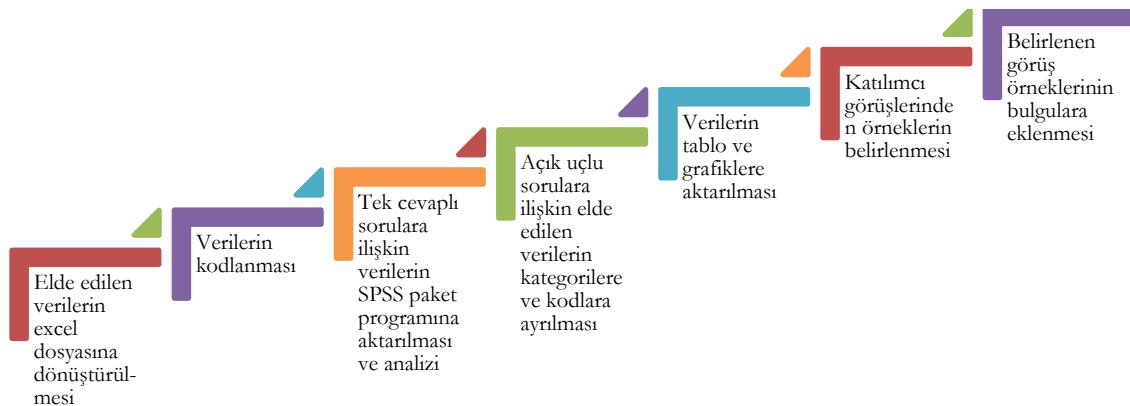 Elde edilen
verilerin
excel
dosyasına
dönüştürül-
mesi
Verilerin
kodlanması
Tek cevaplı
sorulara
ilişkin
verilerin
SPSS paket
programına
aktarılması
ve analizi
Açık uçlu
sorulara
ilişkin elde
edilen
verilerin
kategorilere
ve kodlara
ayrılması
Verilerin
tablo ve
grafiklere
aktarılması
Katılımcı
görüşlerinde
n örneklerin
belirlenmesi
Belirlenen
görüş
örneklerinin
bulgulara
eklenmesi